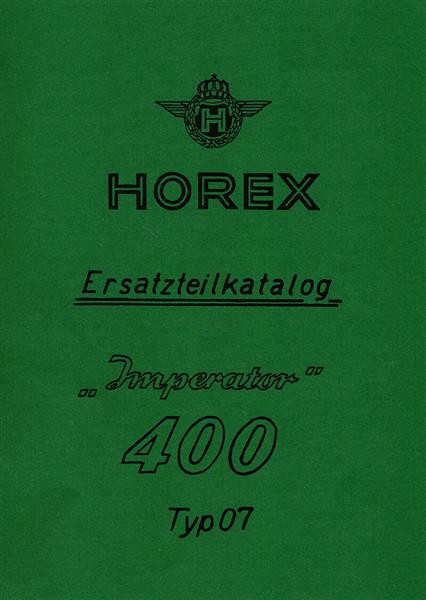 H
HOREX
Ersatzteilkatalog
„Imperator“
400
Typ 07